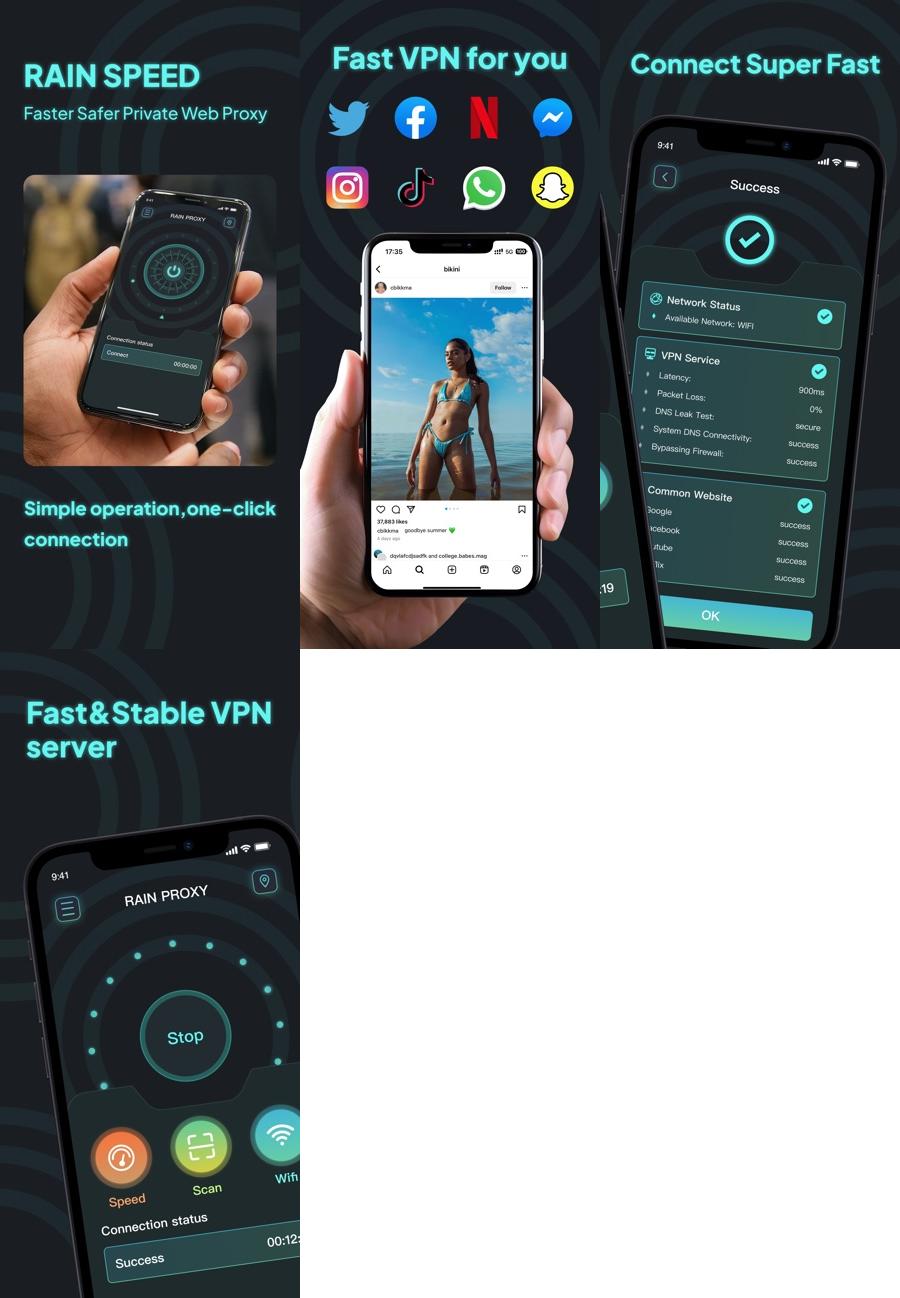 RAIN SPEED
Faster Safer Private Web Proxy
9:41
RAIN PROXY
Connection status
Connect
00:00:00
Simple operation,one-click
connection
Fast VPN for you
17:35
5G
100
bikini
cbikkma
Follow
37,883 likes
cbikkma goodbye summer
4 days ago
dqvlafcdjsadfk and college.babes.mag
Connect Super Fast
9:41
Success
Network Status
Available Network: WIFI
VPN Service
Latency: 900ms
Packet Loss: 0%
DNS Leak Test: secure
System DNS Connectivity: success
Bypassing Firewall: success
Common Website
success
success
success
success
:19
OK
Fast&Stable VPN
server
9:41
RAIN PROXY
Stop
Speed
Scan
Wifi
Connection status
Success
00:12: